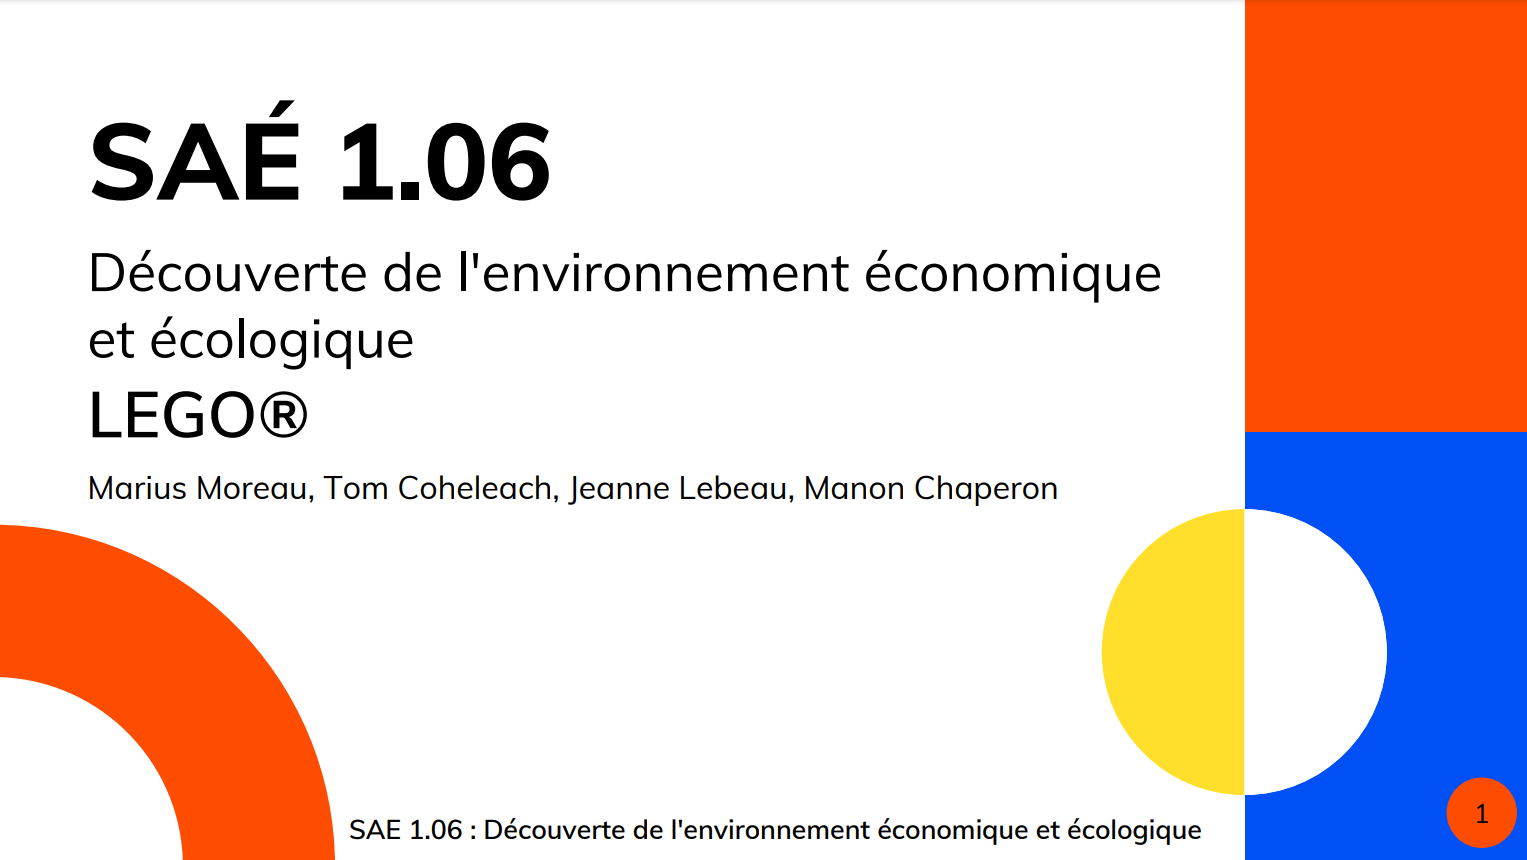 SAÉ 1.06
Découverte de l'environnement économique
et écologique
LEGO®
Marius Moreau, Tom Coheleach, Jeanne Lebeau, Manon Chaperon
SAE 1.06 : Découverte de l'environnement économique et écologique
1